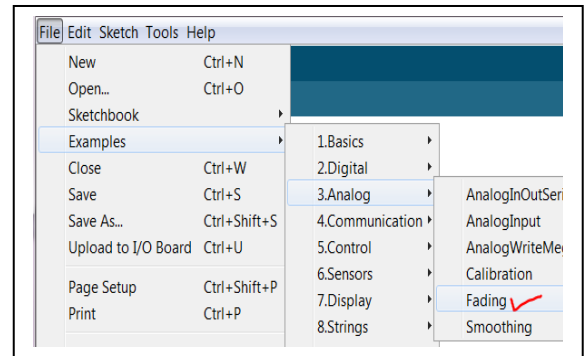 File Edit Sketch Tools Help
New Ctrl+N
Open... Ctrl+O
Sketchbook
Examples
Close Ctrl+W
Save Ctrl+S
Save As... Ctrl+Shift+S
Upload to I/O Board Ctrl+U
Page Setup Ctrl+Shift+P
Print Ctrl+P
1.Basics
2.Digital
3.Analog
4.Communication
5.Control
6.Sensors
7.Display
8.Strings
AnalogInOutSeri
AnalogInput
AnalogWriteMe
Calibration
Fading
Smoothing